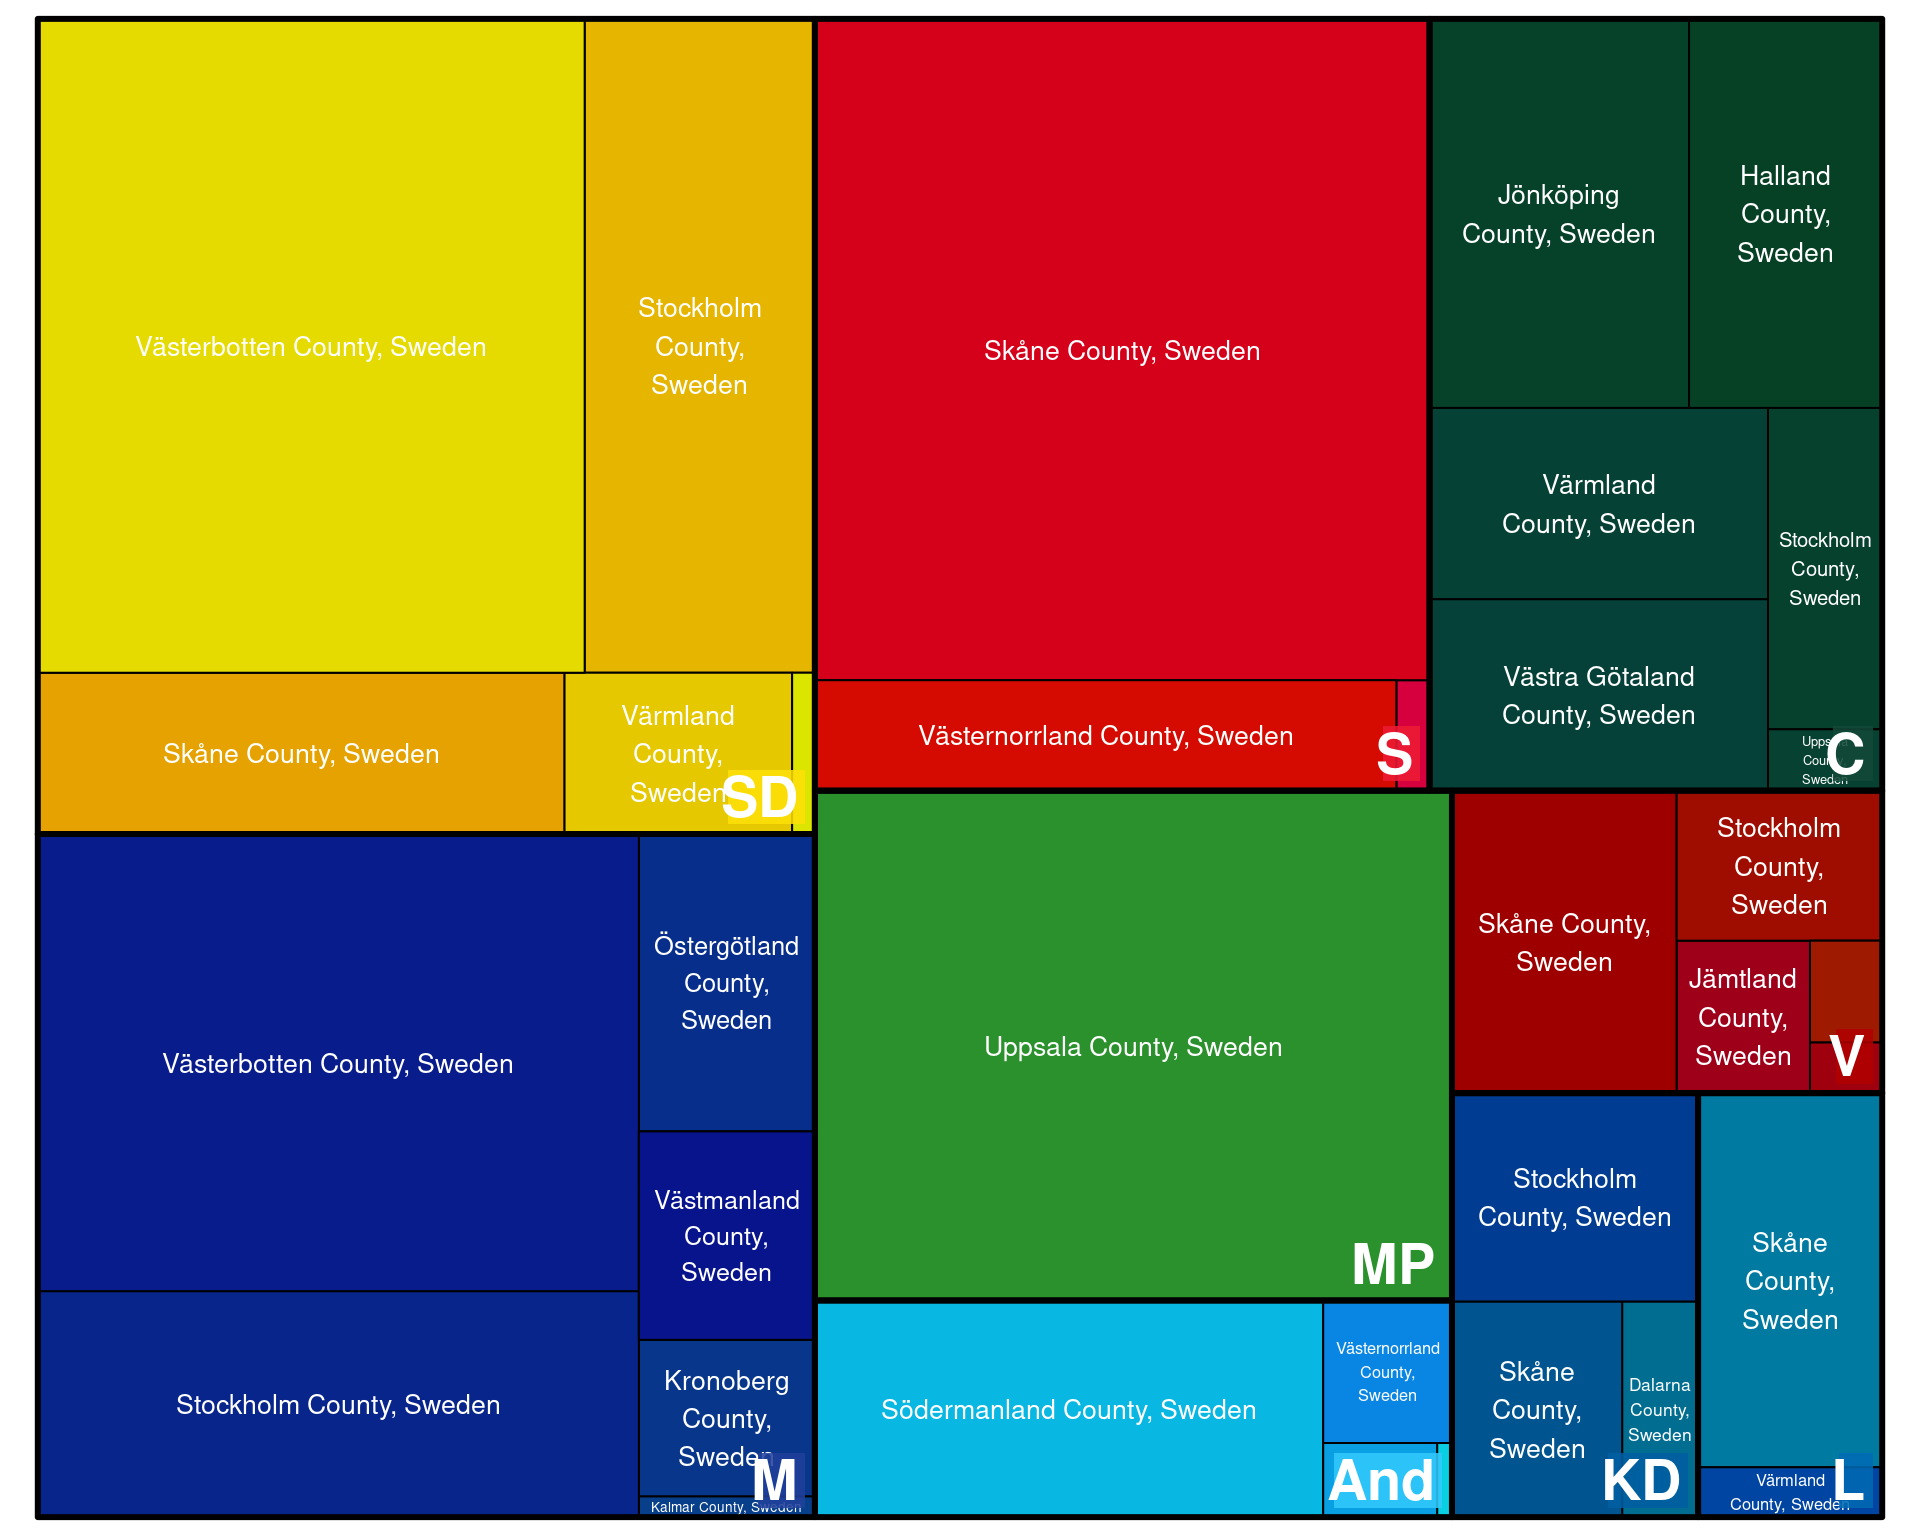 Västerbotten County, Sweden
Stockholm
County,
Sweden
Skåne County, Sweden
Värmland
County,
Sweden
SD
Skåne County, Sweden
Västernorrland County, Sweden
S
Jönköping
County, Sweden
Halland
County,
Sweden
Värmland
County, Sweden
Västra Götaland
County, Sweden
Stockholm
County,
Sweden
Uppsala
County,
Sweden
C
Västerbotten County, Sweden
Stockholm County, Sweden
Östergötland
County,
Sweden
Västmanland
County,
Sweden
Kronoberg
County,
Sweden
Kalmar County, Sweden
M
Uppsala County, Sweden
MP
Södermanland County, Sweden
Västernorrland
County,
Sweden
And
Skåne County,
Sweden
Stockholm
County,
Sweden
Jämtland
County,
Sweden
V
Stockholm
County, Sweden
Skåne
County,
Sweden
Dalarna
County,
Sweden
KD
Skåne
County,
Sweden
Värmland
County, Sweden
L